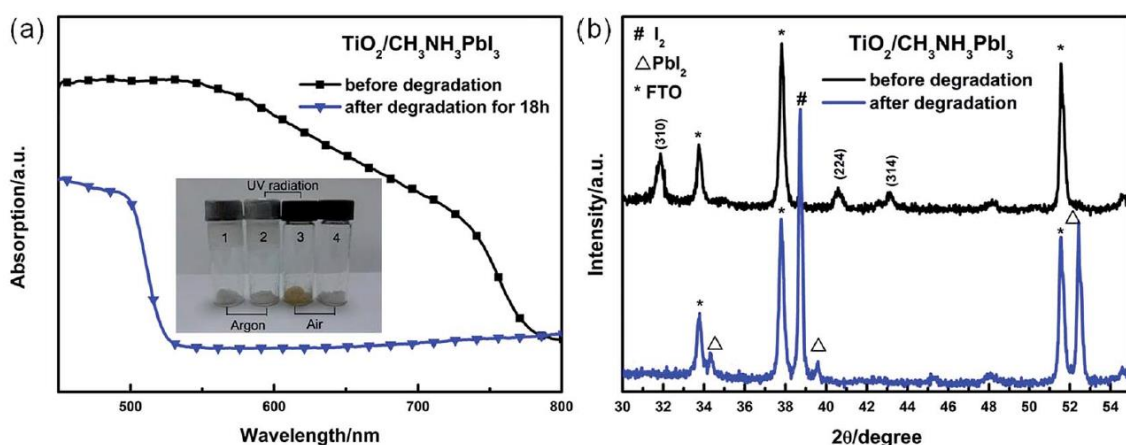 (a)
TiO₂/CH₃NH₃PbI₃
before degradation
after degradation for 18h
UV radiation
1 2 3 4
Argon Air
Absorption/a.u.
500 600 700 800
Wavelength/nm
(b)
# I₂
△ PbI₂
* FTO
TiO₂/CH₃NH₃PbI₃
before degradation
after degradation
(310)
*
*
(224)
(314)
*
#
*
△
*
△
*
△
Intensity/a.u.
30 32 34 36 38 40 42 44 46 48 50 52 54
2θ/degree